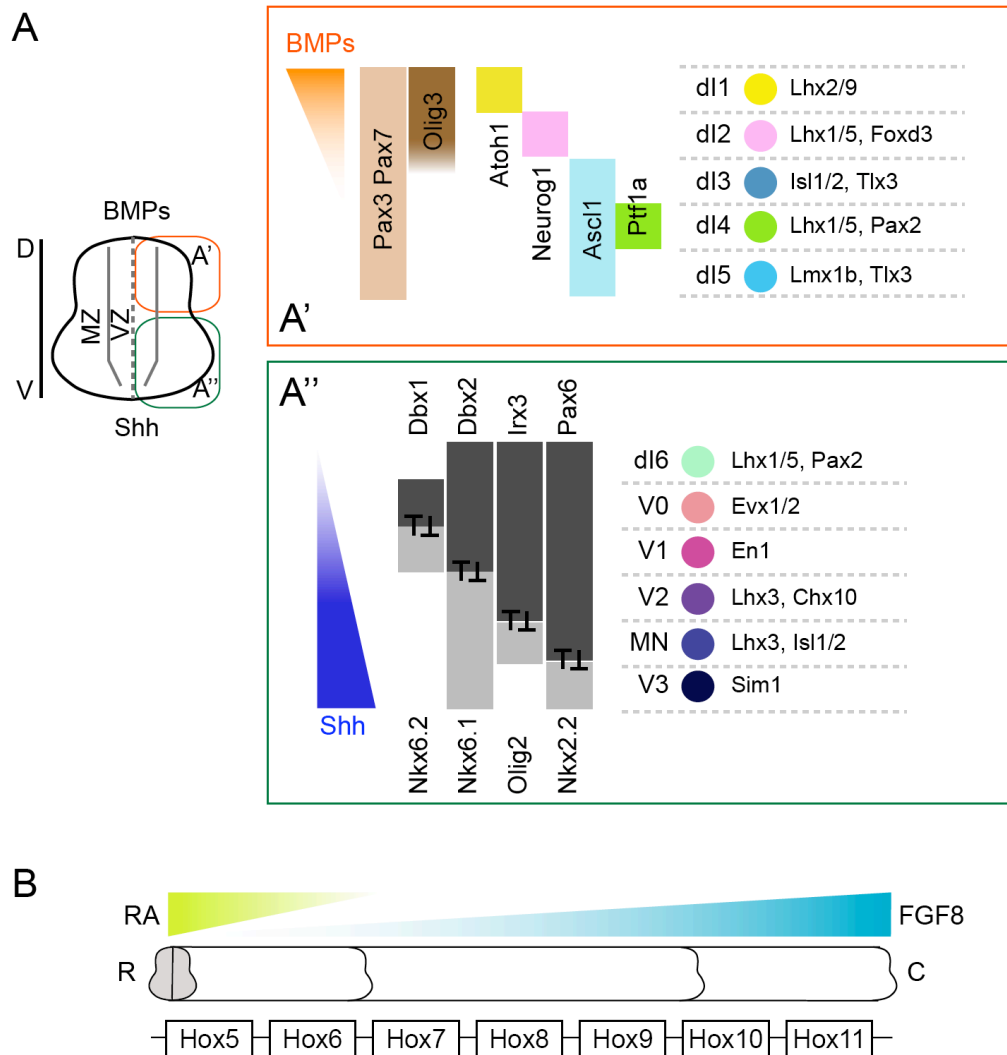 A
BMPs
D
V
MZ
VZ
A'
A''
Shh
A'
BMPs
Pax3 Pax7
Olig3
Atoh1
Neurog1
Ascl1
Ptf1a
dI1 Lhx2/9
dI2 Lhx1/5, Foxd3
dI3 Isl1/2, Tlx3
dI4 Lhx1/5, Pax2
dI5 Lmx1b, Tlx3
A''
Dbx1
Dbx2
Irx3
Pax6
Shh
Nkx6.2
Nkx6.1
Olig2
Nkx2.2
dI6 Lhx1/5, Pax2
V0 Evx1/2
V1 En1
V2 Lhx3, Chx10
MN Lhx3, Isl1/2
V3 Sim1
B
RA FGF8
R C
Hox5 Hox6 Hox7 Hox8 Hox9 Hox10 Hox11